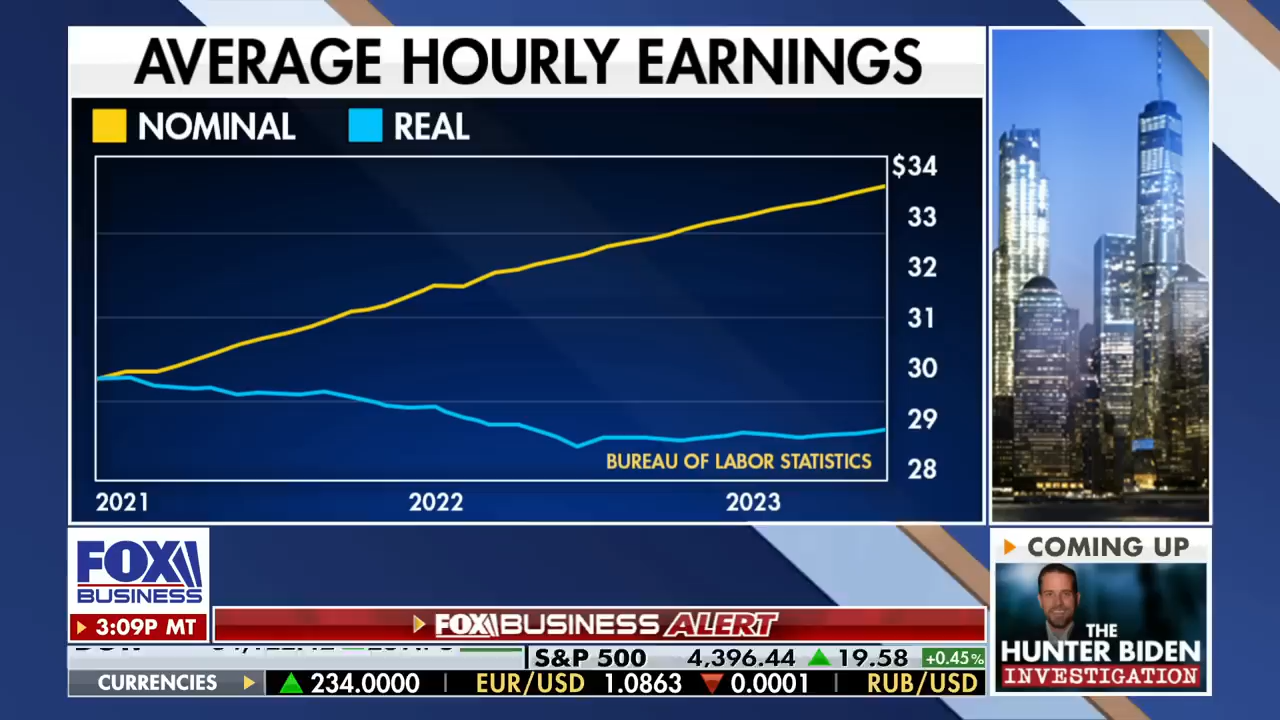 AVERAGE HOURLY EARNINGS
NOMINAL REAL
$34
33
32
31
30
29
28
BUREAU OF LABOR STATISTICS
2021 2022 2023
FOX
BUSINESS
3:09P MT
FOX BUSINESS ALERT
S&P 500 4,396.44 19.58 +0.45%
CURRENCIES 234.0000 EUR/USD 1.0863 0.0001 RUB/USD
COMING UP
THE
HUNTER BIDEN
INVESTIGATION